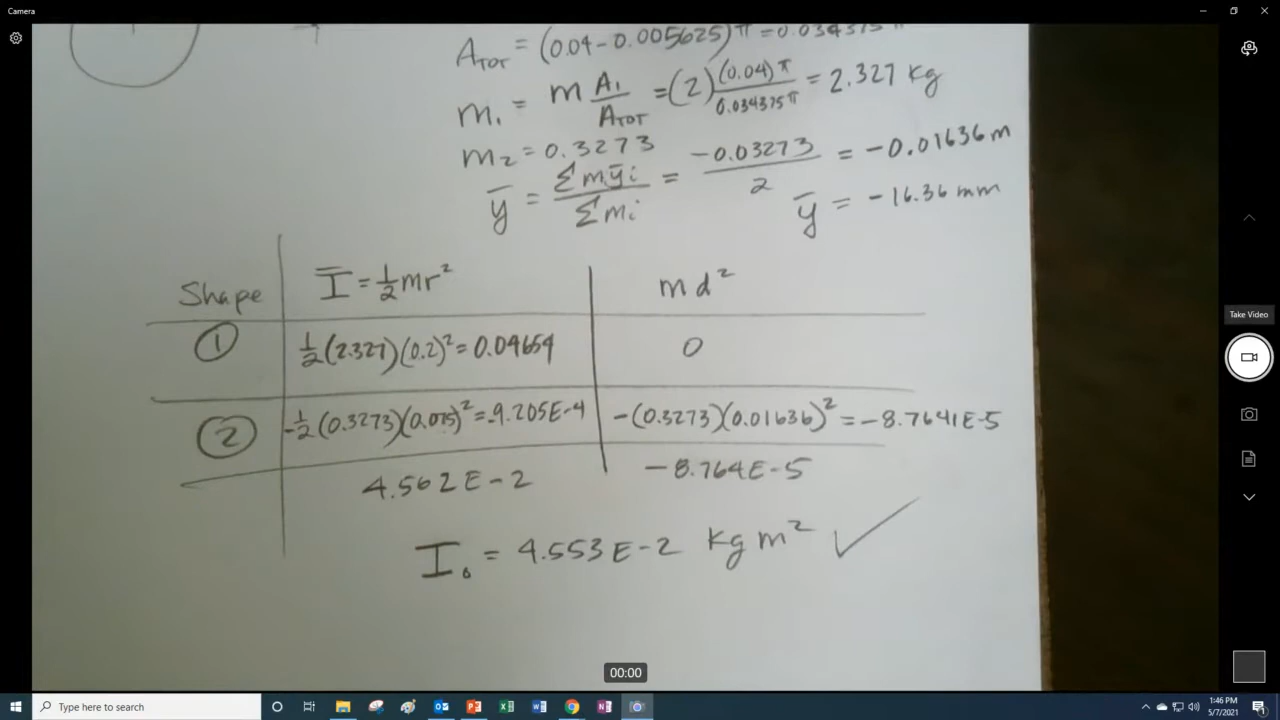 Camera
A_TOT = (0.04-0.005625)π = 0.034375π
m₁ = m A₁/A_TOT = (2) (0.04)π/0.034375π = 2.327 kg
m₂ = 0.3273
ȳ = Σmᵢȳᵢ/Σmᵢ = -0.03273/2 = -0.01636 m
ȳ = -16.36 mm
Shape Ī = ½mr² md²
① ½(2.327)(0.2)² = 0.04654 0
② -½(0.3273)(0.075)² = -9.205E-4 -(0.3273)(0.01636)² = -8.7641E-5
4.562E-2 -8.764E-5
I₀ = 4.553E-2 kg m² ✓
Take Video
00:00
Type here to search
1:46 PM
5/7/2021